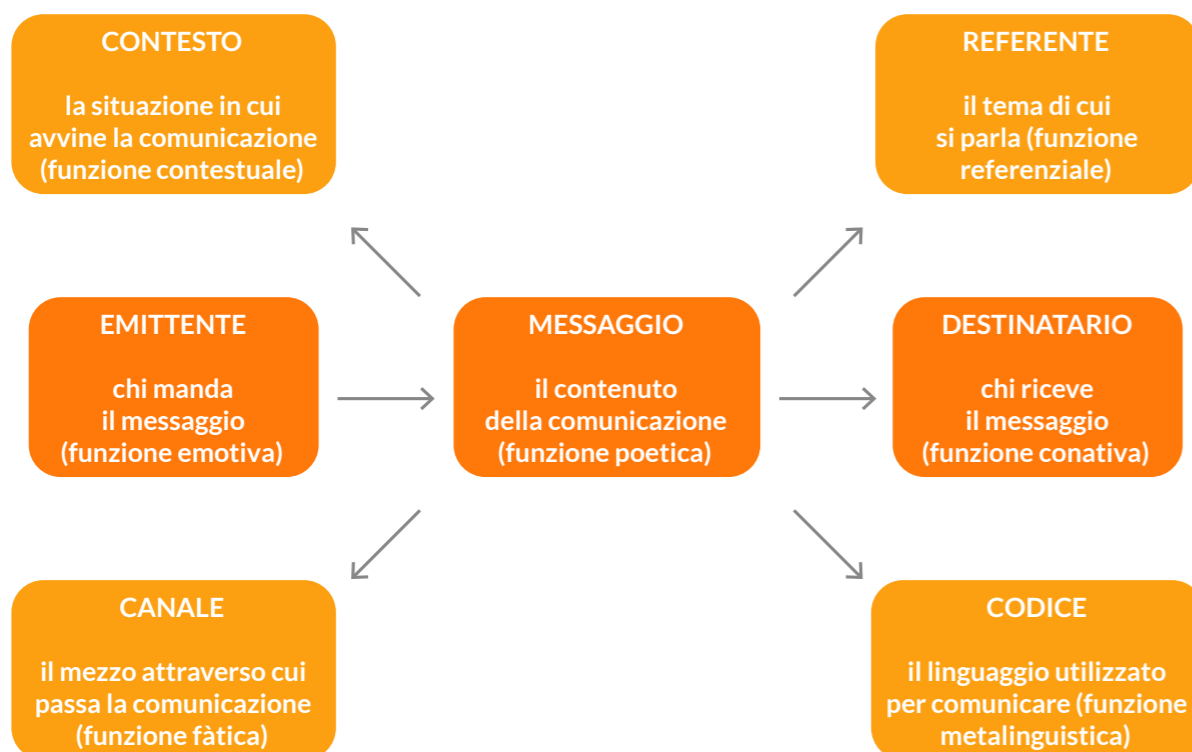 CONTESTO
la situazione in cui
avvine la comunicazione
(funzione contestuale)
REFERENTE
il tema di cui
si parla (funzione
referenziale)
EMITTENTE
chi manda
il messaggio
(funzione emotiva)
MESSAGGIO
il contenuto
della comunicazione
(funzione poetica)
DESTINATARIO
chi riceve
il messaggio
(funzione conativa)
CANALE
il mezzo attraverso cui
passa la comunicazione
(funzione fàtica)
CODICE
il linguaggio utilizzato
per comunicare (funzione
metalinguistica)